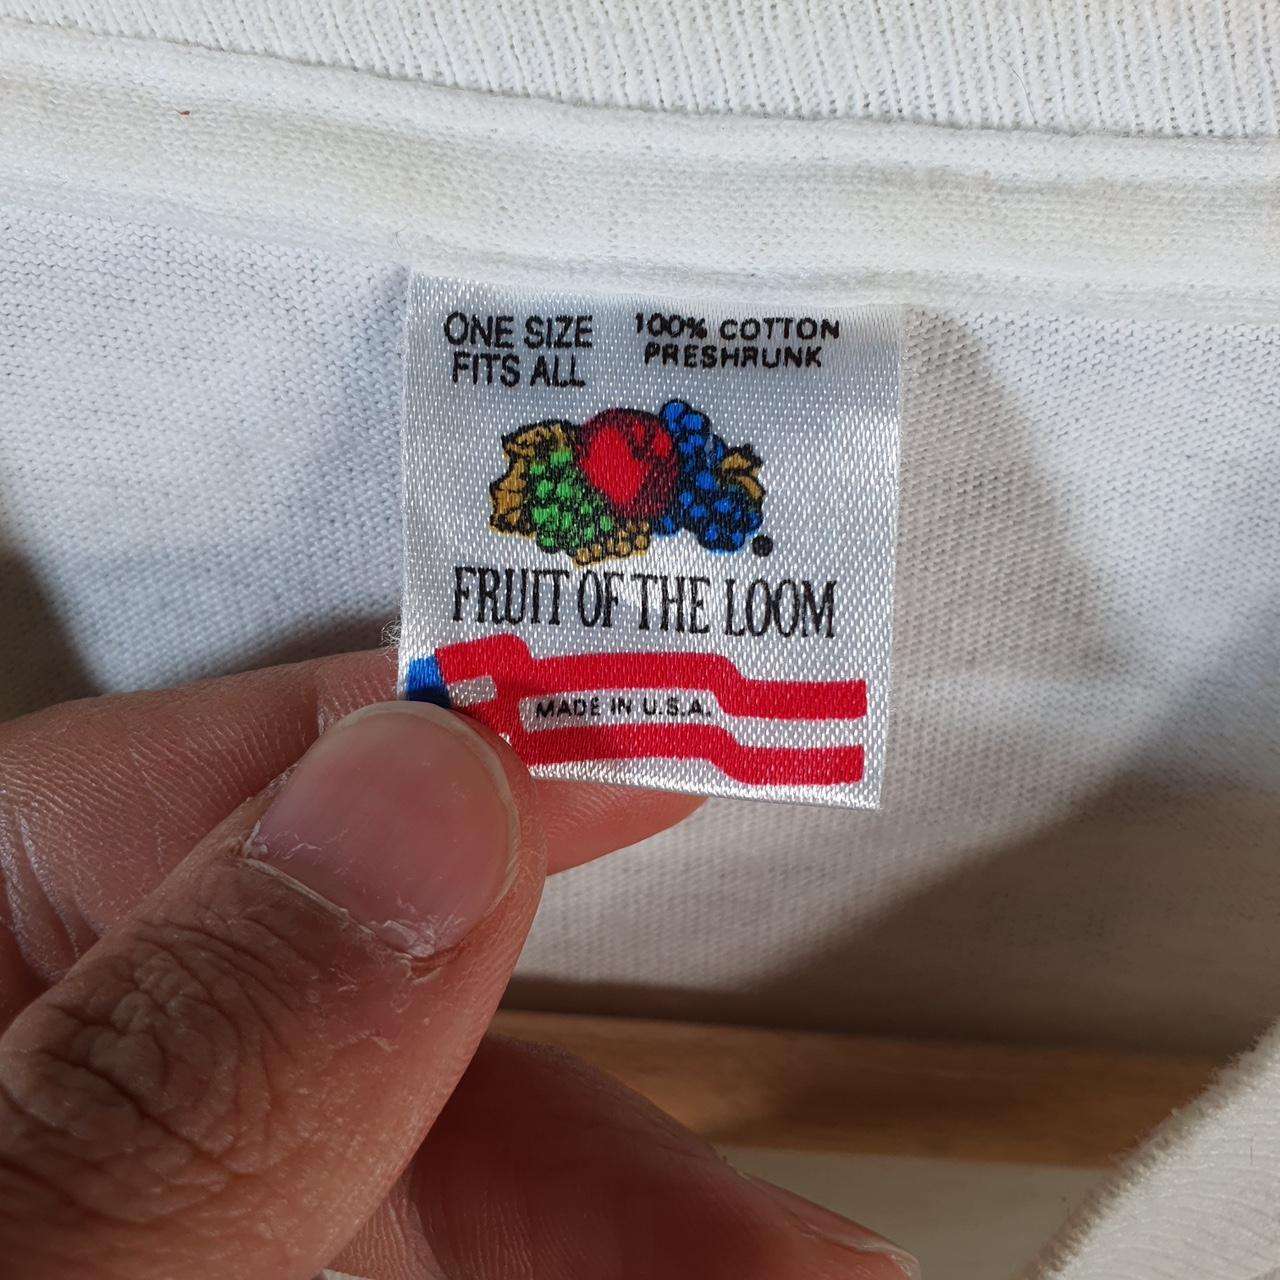 ONE SIZE
FITS ALL
100% COTTON
PRESHRUNK
FRUIT OF THE LOOM
MADE IN U.S.A.